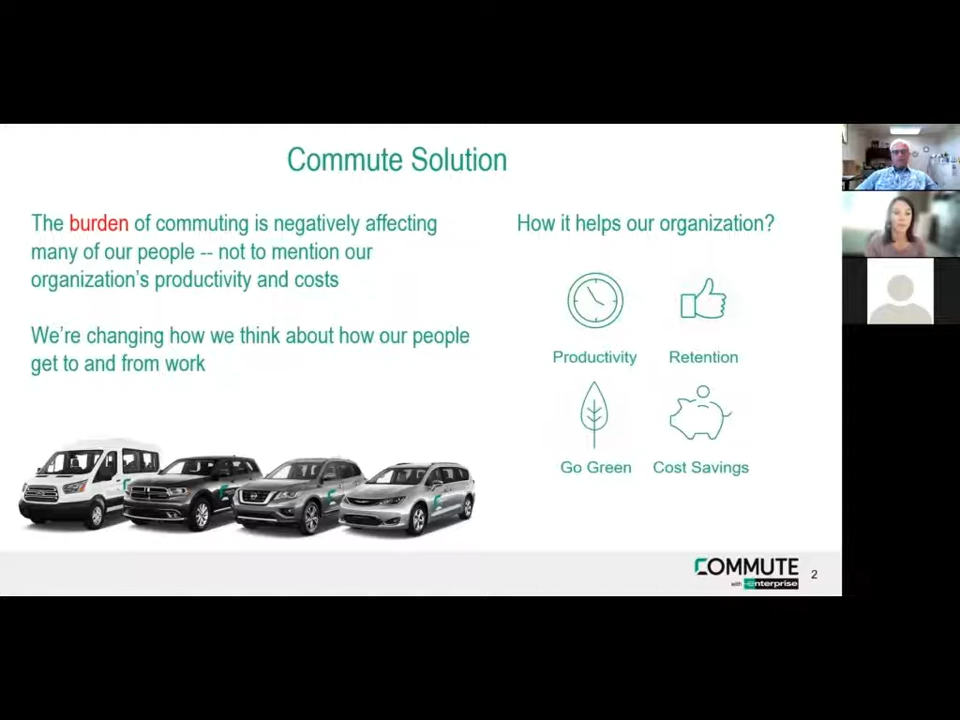 Commute Solution
The burden of commuting is negatively affecting
many of our people -- not to mention our
organization's productivity and costs
We're changing how we think about how our people
get to and from work
How it helps our organization?
Productivity
Retention
Go Green
Cost Savings
COMMUTE
with enterprise
2